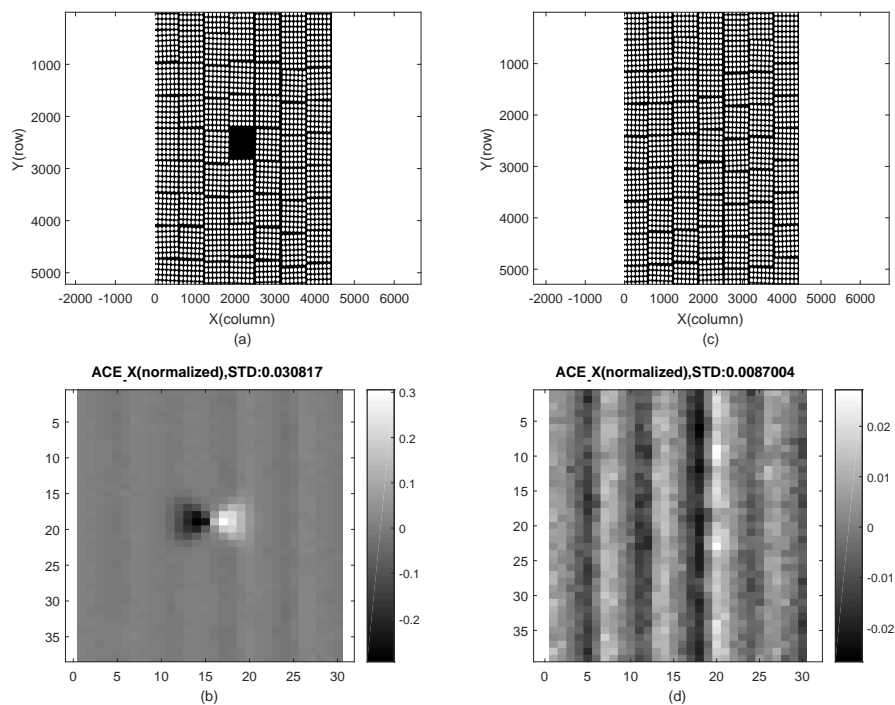 1000
2000
3000
4000
5000
Y(row)
-2000 -1000 0 1000 2000 3000 4000 5000 6000
X(column)
(a)
1000
2000
3000
4000
5000
Y(row)
-2000 -1000 0 1000 2000 3000 4000 5000 6000
X(column)
(c)
ACE_X(normalized),STD:0.030817
5
10
15
20
25
30
35
0 5 10 15 20 25 30
0.3
0.2
0.1
0
-0.1
-0.2
(b)
ACE_X(normalized),STD:0.0087004
5
10
15
20
25
30
35
0 5 10 15 20 25 30
0.02
0.01
0
-0.01
-0.02
(d)